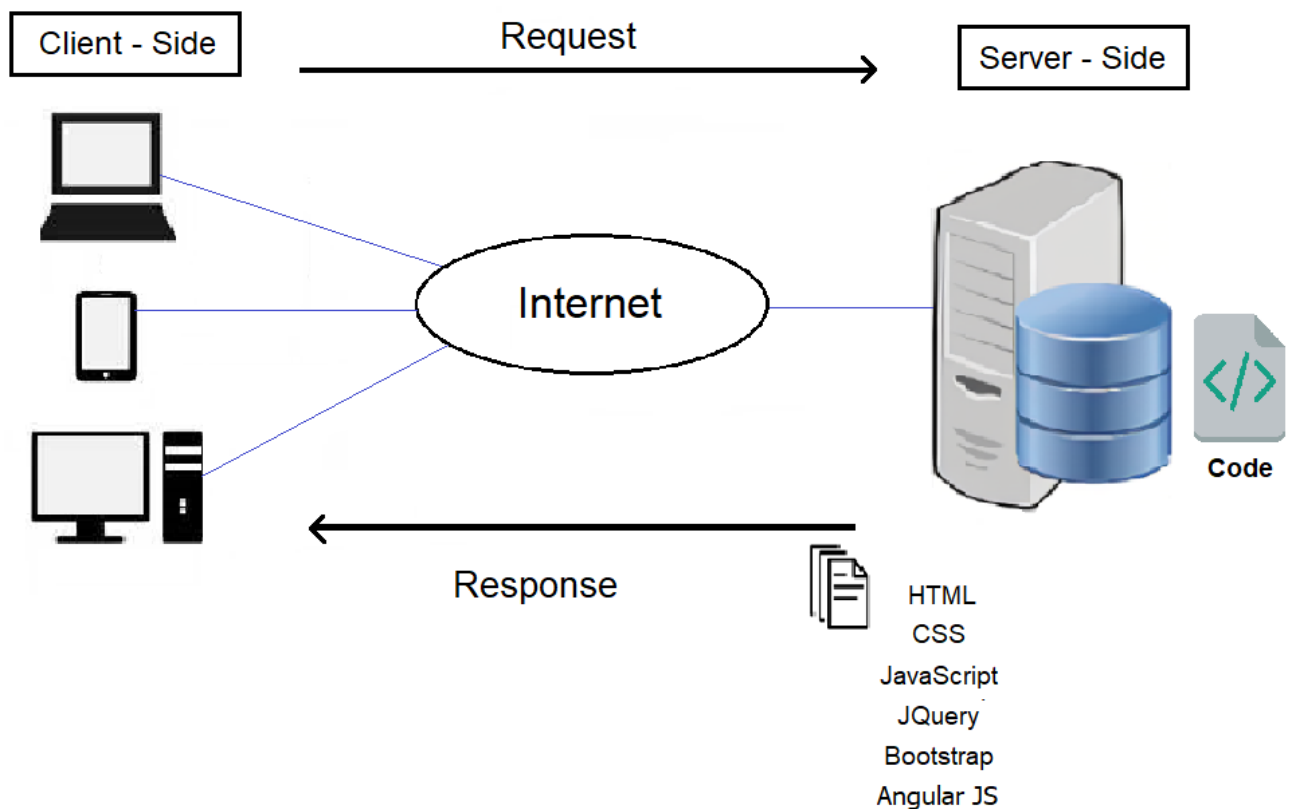 Client - Side
Request
Server - Side
Internet
Code
Response
HTML
CSS
JavaScript
JQuery
Bootstrap
Angular JS